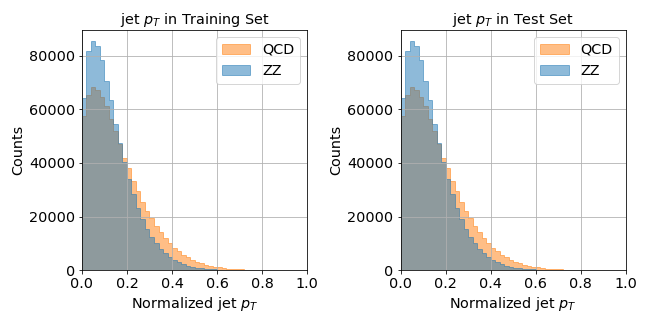 jet p_T in Training Set
QCD
ZZ
Counts
80000
60000
40000
20000
0
0.0 0.2 0.4 0.6 0.8 1.0
Normalized jet p_T
jet p_T in Test Set
QCD
ZZ
Counts
80000
60000
40000
20000
0
0.0 0.2 0.4 0.6 0.8 1.0
Normalized jet p_T